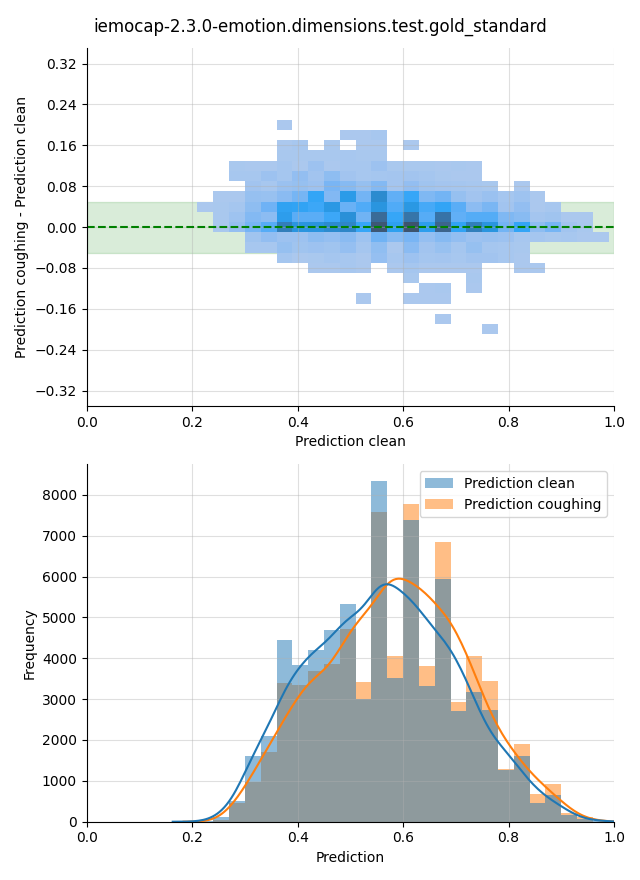 iemocap-2.3.0-emotion.dimensions.test.gold_standard
Prediction coughing - Prediction clean
0.32
0.24
0.16
0.08
0.00
−0.08
−0.16
−0.24
−0.32
0.0 0.2 0.4 0.6 0.8 1.0
Prediction clean
Frequency
8000
7000
6000
5000
4000
3000
2000
1000
0
Prediction clean
Prediction coughing
0.0 0.2 0.4 0.6 0.8 1.0
Prediction